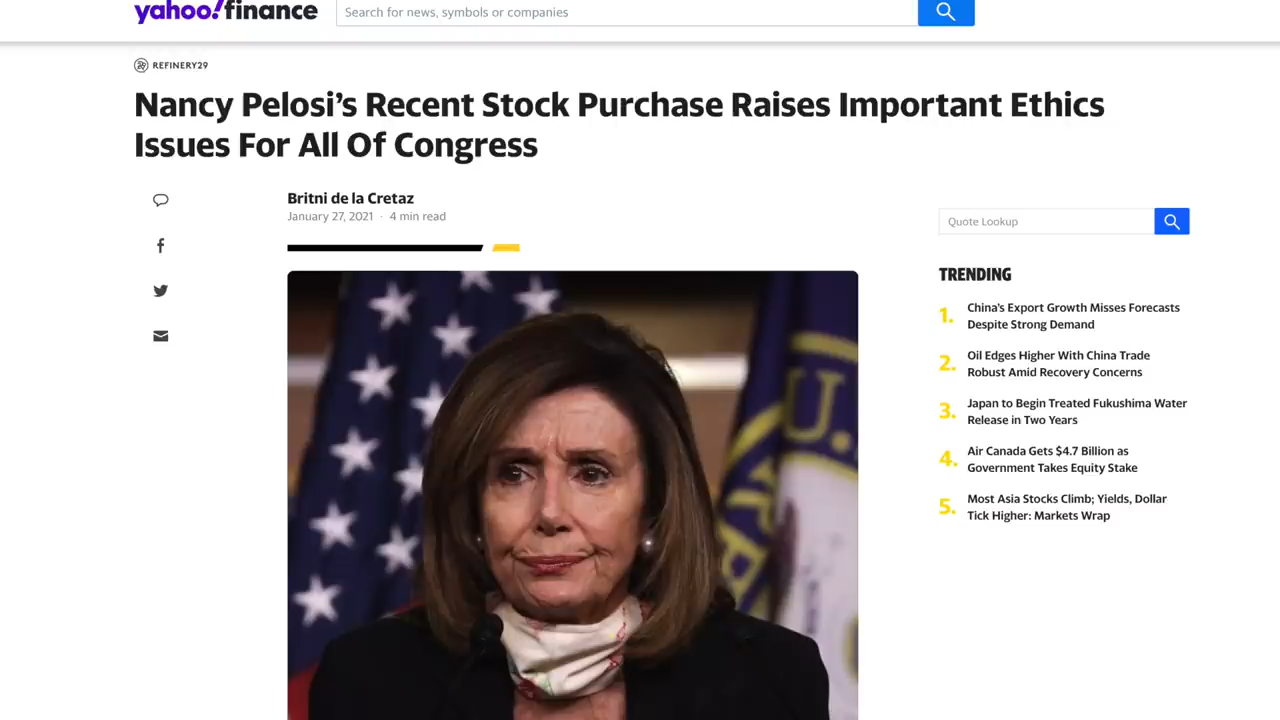 yahoo!finance
Search for news, symbols or companies
REFINERY29
Nancy Pelosi's Recent Stock Purchase Raises Important Ethics
Issues For All Of Congress
Britni de la Cretaz
January 27, 2021 · 4 min read
Quote Lookup
TRENDING
1. China's Export Growth Misses Forecasts
Despite Strong Demand
2. Oil Edges Higher With China Trade
Robust Amid Recovery Concerns
3. Japan to Begin Treated Fukushima Water
Release in Two Years
4. Air Canada Gets $4.7 Billion as
Government Takes Equity Stake
5. Most Asia Stocks Climb; Yields, Dollar
Tick Higher: Markets Wrap
U.